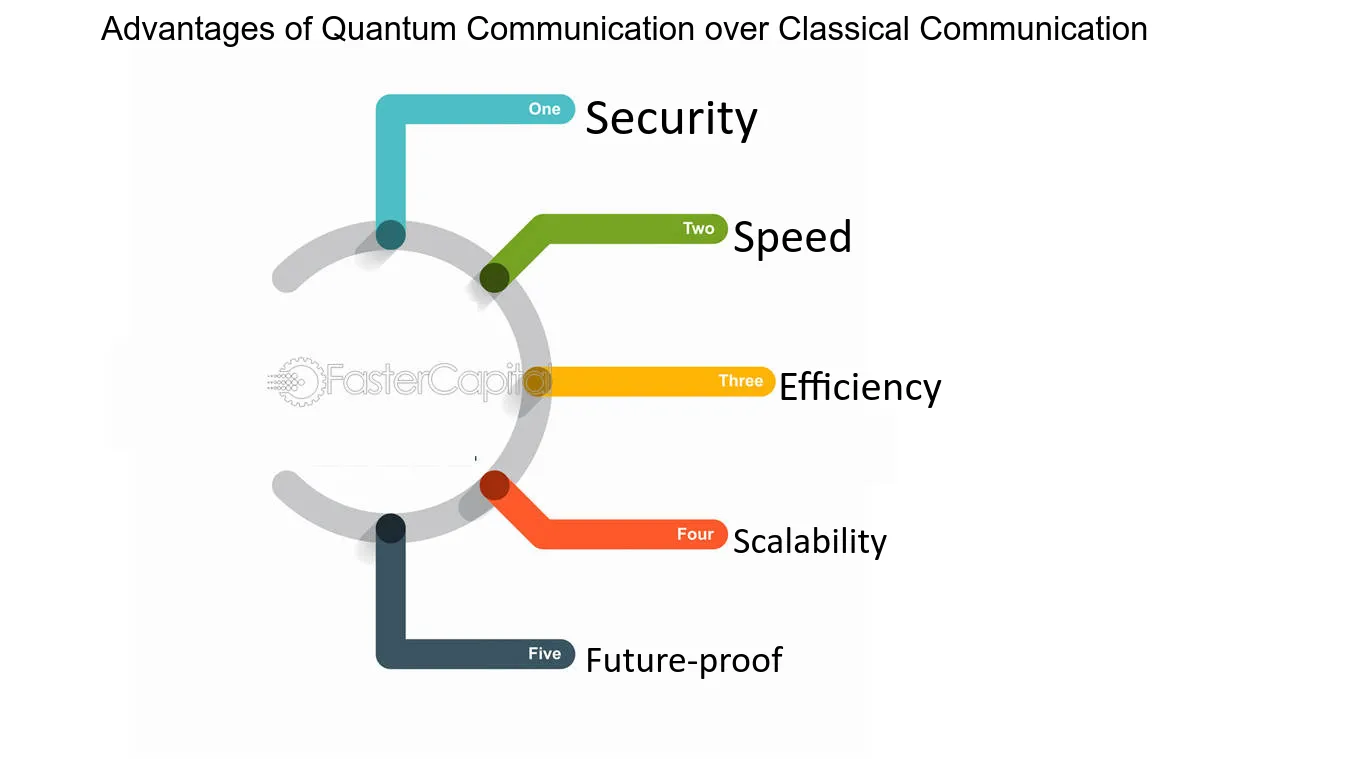 Advantages of Quantum Communication over Classical Communication
One Security
Two Speed
FasterCapital
Three Efficiency
Four Scalability
Five Future-proof